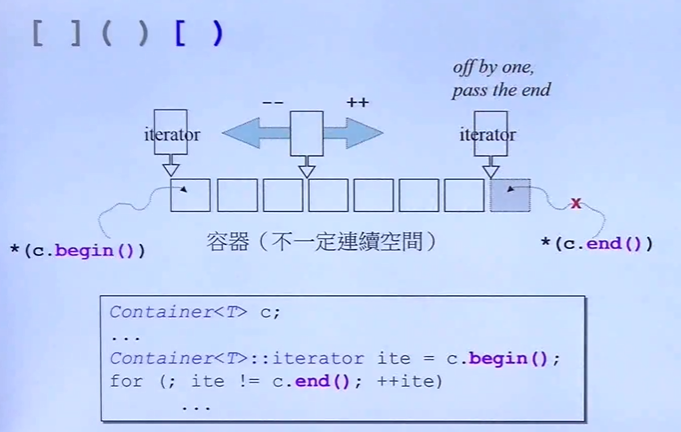 [ ] ( ) [ )
off by one,
pass the end
-- ++
iterator iterator
x
*(c.begin()) 容器（不一定連續空間） *(c.end())
Container<T> c;
...
Container<T>::iterator ite = c.begin();
for (; ite != c.end(); ++ite)
...